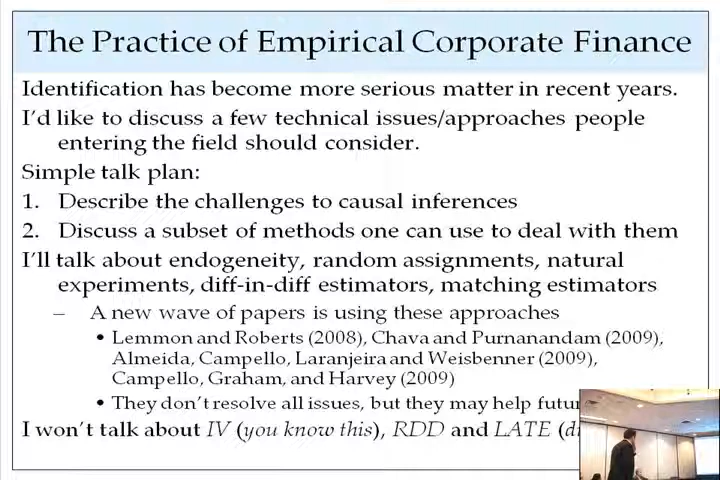 The Practice of Empirical Corporate Finance
Identification has become more serious matter in recent years.
I'd like to discuss a few technical issues/approaches people
entering the field should consider.
Simple talk plan:
1. Describe the challenges to causal inferences
2. Discuss a subset of methods one can use to deal with them
I'll talk about endogeneity, random assignments, natural
experiments, diff-in-diff estimators, matching estimators
– A new wave of papers is using these approaches
• Lemmon and Roberts (2008), Chava and Purnanandam (2009),
Almeida, Campello, Laranjeira and Weisbenner (2009),
Campello, Graham, and Harvey (2009)
• They don't resolve all issues, but they may help
I won't talk about IV (you know this), RDD and LATE